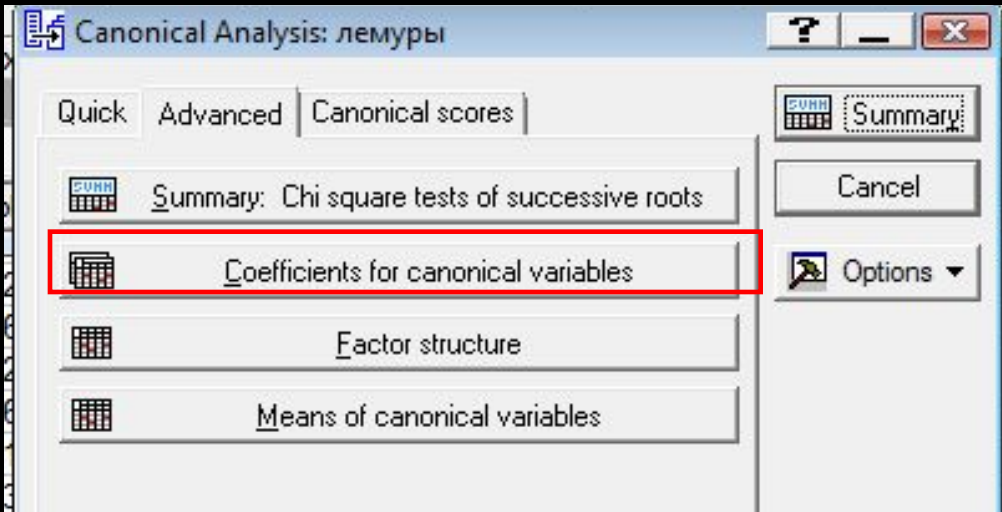 Canonical Analysis: лемуры
Quick
Advanced
Canonical scores
Summary: Chi square tests of successive roots
Coefficients for canonical variables
Factor structure
Means of canonical variables
SUMM Summary
Cancel
Options